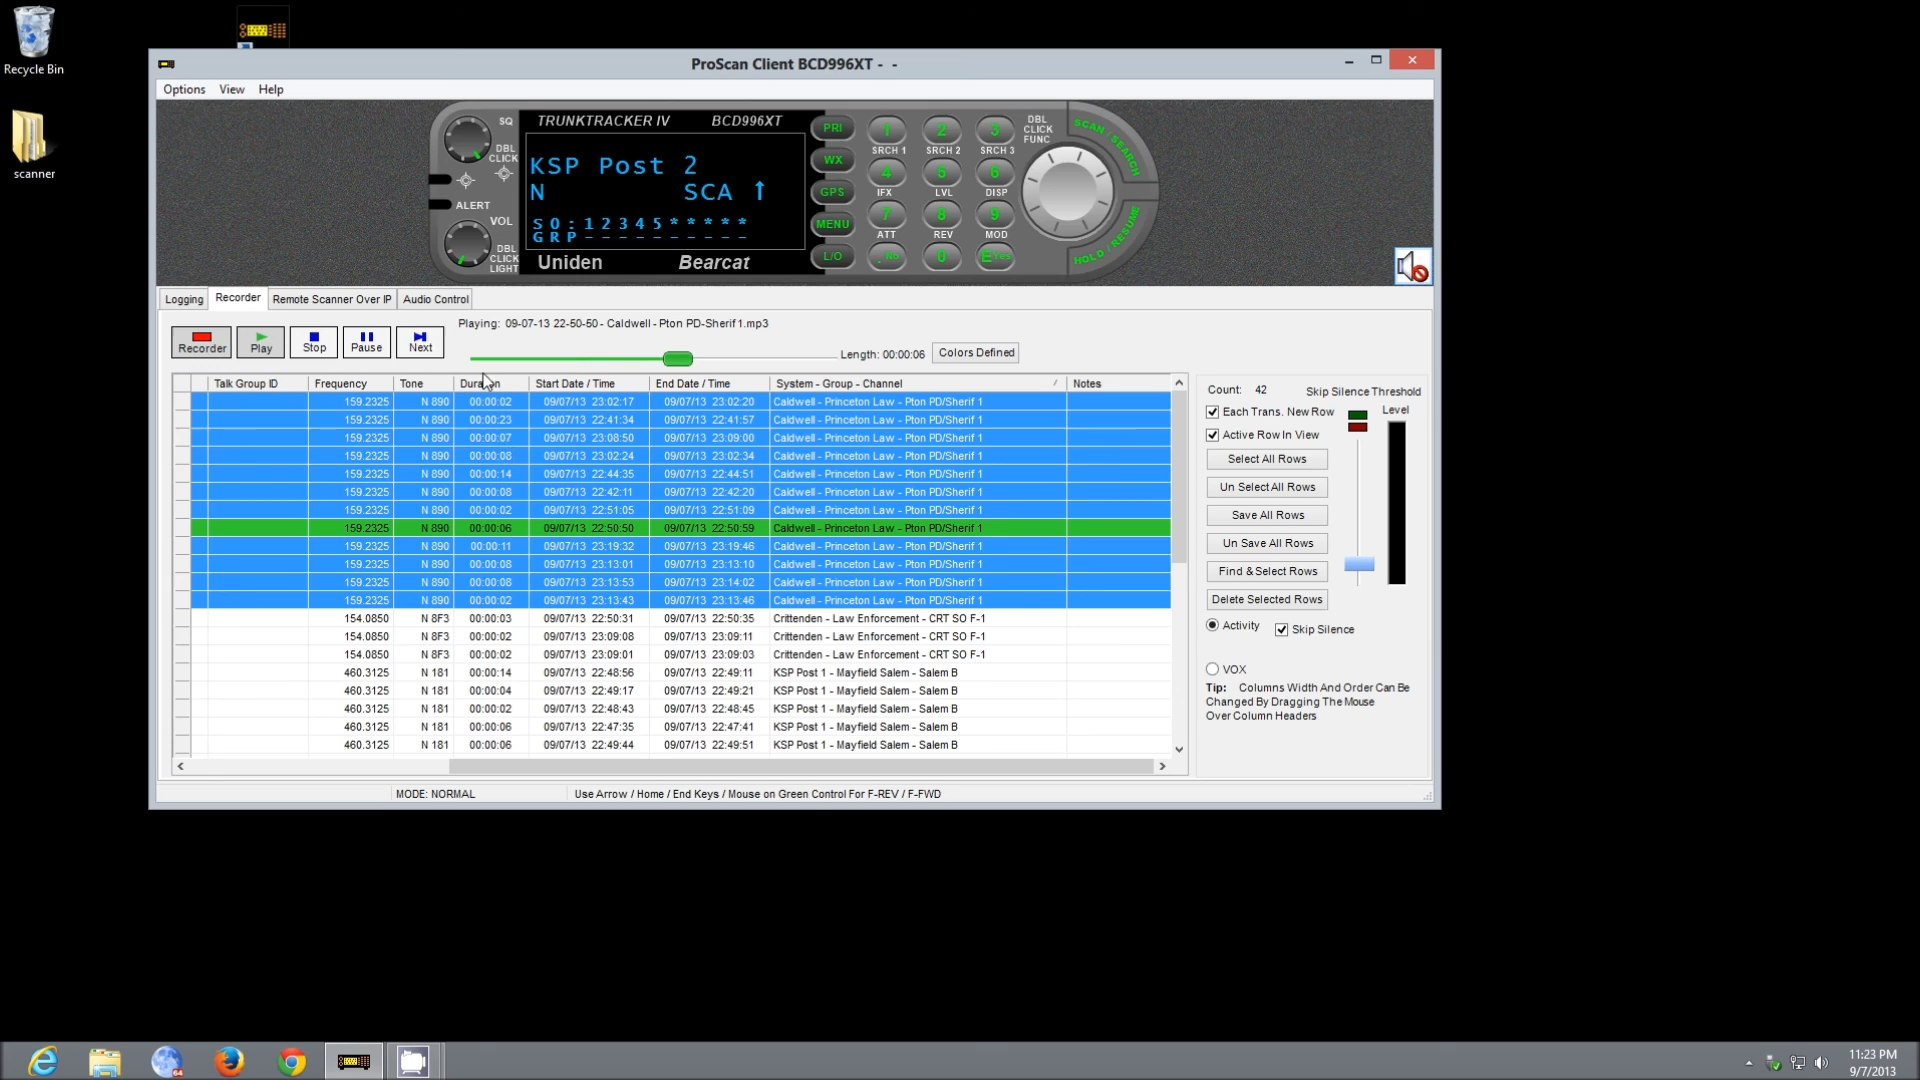 Recycle Bin
scanner
ProScan Client BCD996XT - -
Options View Help
TRUNKTRACKER IV BCD996XT
KSP Post 2
N SCA ↑
S0:12345*****
GRP----------
Uniden Bearcat
SQ
DBL CLICK
ALERT
VOL
DBL CLICK LIGHT
PRI
WX
GPS
MENU
L/O
1 2 3
SRCH 1 SRCH 2 SRCH 3
4 5 6
IFX LVL DISP
7 8 9
ATT REV MOD
.No 0 EYes
DBL CLICK FUNC
SCAN / SEARCH
HOLD / RESUME
Logging Recorder Remote Scanner Over IP Audio Control
Recorder Play Stop Pause Next
Playing: 09-07-13 22-50-50 - Caldwell - Pton PD-Sherif 1.mp3
Length: 00:00:06 Colors Defined
Talk Group ID Frequency Tone Duration Start Date / Time End Date / Time System - Group - Channel / Notes
159.2325 N 890 00:00:02 09/07/13 23:02:17 09/07/13 23:02:20 Caldwell - Princeton Law - Pton PD/Sherif 1
159.2325 N 890 00:00:23 09/07/13 22:41:34 09/07/13 22:41:57 Caldwell - Princeton Law - Pton PD/Sherif 1
159.2325 N 890 00:00:07 09/07/13 23:08:50 09/07/13 23:09:00 Caldwell - Princeton Law - Pton PD/Sherif 1
159.2325 N 890 00:00:08 09/07/13 23:02:24 09/07/13 23:02:34 Caldwell - Princeton Law - Pton PD/Sherif 1
159.2325 N 890 00:00:14 09/07/13 22:44:35 09/07/13 22:44:51 Caldwell - Princeton Law - Pton PD/Sherif 1
159.2325 N 890 00:00:08 09/07/13 22:42:11 09/07/13 22:42:20 Caldwell - Princeton Law - Pton PD/Sherif 1
159.2325 N 890 00:00:02 09/07/13 22:51:05 09/07/13 22:51:09 Caldwell - Princeton Law - Pton PD/Sherif 1
159.2325 N 890 00:00:06 09/07/13 22:50:50 09/07/13 22:50:59 Caldwell - Princeton Law - Pton PD/Sherif 1
159.2325 N 890 00:00:11 09/07/13 23:19:32 09/07/13 23:19:46 Caldwell - Princeton Law - Pton PD/Sherif 1
159.2325 N 890 00:00:08 09/07/13 23:13:01 09/07/13 23:13:10 Caldwell - Princeton Law - Pton PD/Sherif 1
159.2325 N 890 00:00:08 09/07/13 23:13:53 09/07/13 23:14:02 Caldwell - Princeton Law - Pton PD/Sherif 1
159.2325 N 890 00:00:02 09/07/13 23:13:43 09/07/13 23:13:46 Caldwell - Princeton Law - Pton PD/Sherif 1
154.0850 N 8F3 00:00:03 09/07/13 22:50:31 09/07/13 22:50:35 Crittenden - Law Enforcement - CRT SO F-1
154.0850 N 8F3 00:00:02 09/07/13 23:09:08 09/07/13 23:09:11 Crittenden - Law Enforcement - CRT SO F-1
154.0850 N 8F3 00:00:02 09/07/13 23:09:01 09/07/13 23:09:03 Crittenden - Law Enforcement - CRT SO F-1
460.3125 N 181 00:00:14 09/07/13 22:48:56 09/07/13 22:49:11 KSP Post 1 - Mayfield Salem - Salem B
460.3125 N 181 00:00:04 09/07/13 22:49:17 09/07/13 22:49:21 KSP Post 1 - Mayfield Salem - Salem B
460.3125 N 181 00:00:02 09/07/13 22:48:43 09/07/13 22:48:45 KSP Post 1 - Mayfield Salem - Salem B
460.3125 N 181 00:00:06 09/07/13 22:47:35 09/07/13 22:47:41 KSP Post 1 - Mayfield Salem - Salem B
460.3125 N 181 00:00:06 09/07/13 22:49:44 09/07/13 22:49:51 KSP Post 1 - Mayfield Salem - Salem B
Count: 42 Skip Silence Threshold
Each Trans. New Row Level
Active Row In View
Select All Rows
Un Select All Rows
Save All Rows
Un Save All Rows
Find & Select Rows
Delete Selected Rows
Activity Skip Silence
VOX
Tip: Columns Width And Order Can Be
Changed By Dragging The Mouse
Over Column Headers
MODE: NORMAL Use Arrow / Home / End Keys / Mouse on Green Control For F-REV / F-FWD
64
11:23 PM
9/7/2013